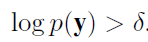 log p(y) > δ.